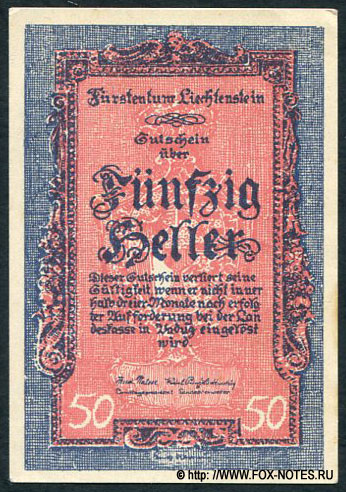 Fürstentum Liechtenstein
Gutschein
über
Fünfzig
Heller
Dieser Gutschein verliert seine
Gültigkeit wenn er nicht inner
halb dreier Monate nach erfolg
ter Aufforderung bei der Lan
deskasse in Vaduz eingelöst
wird.
50 50
© http://www.FOX-NOTES.RU